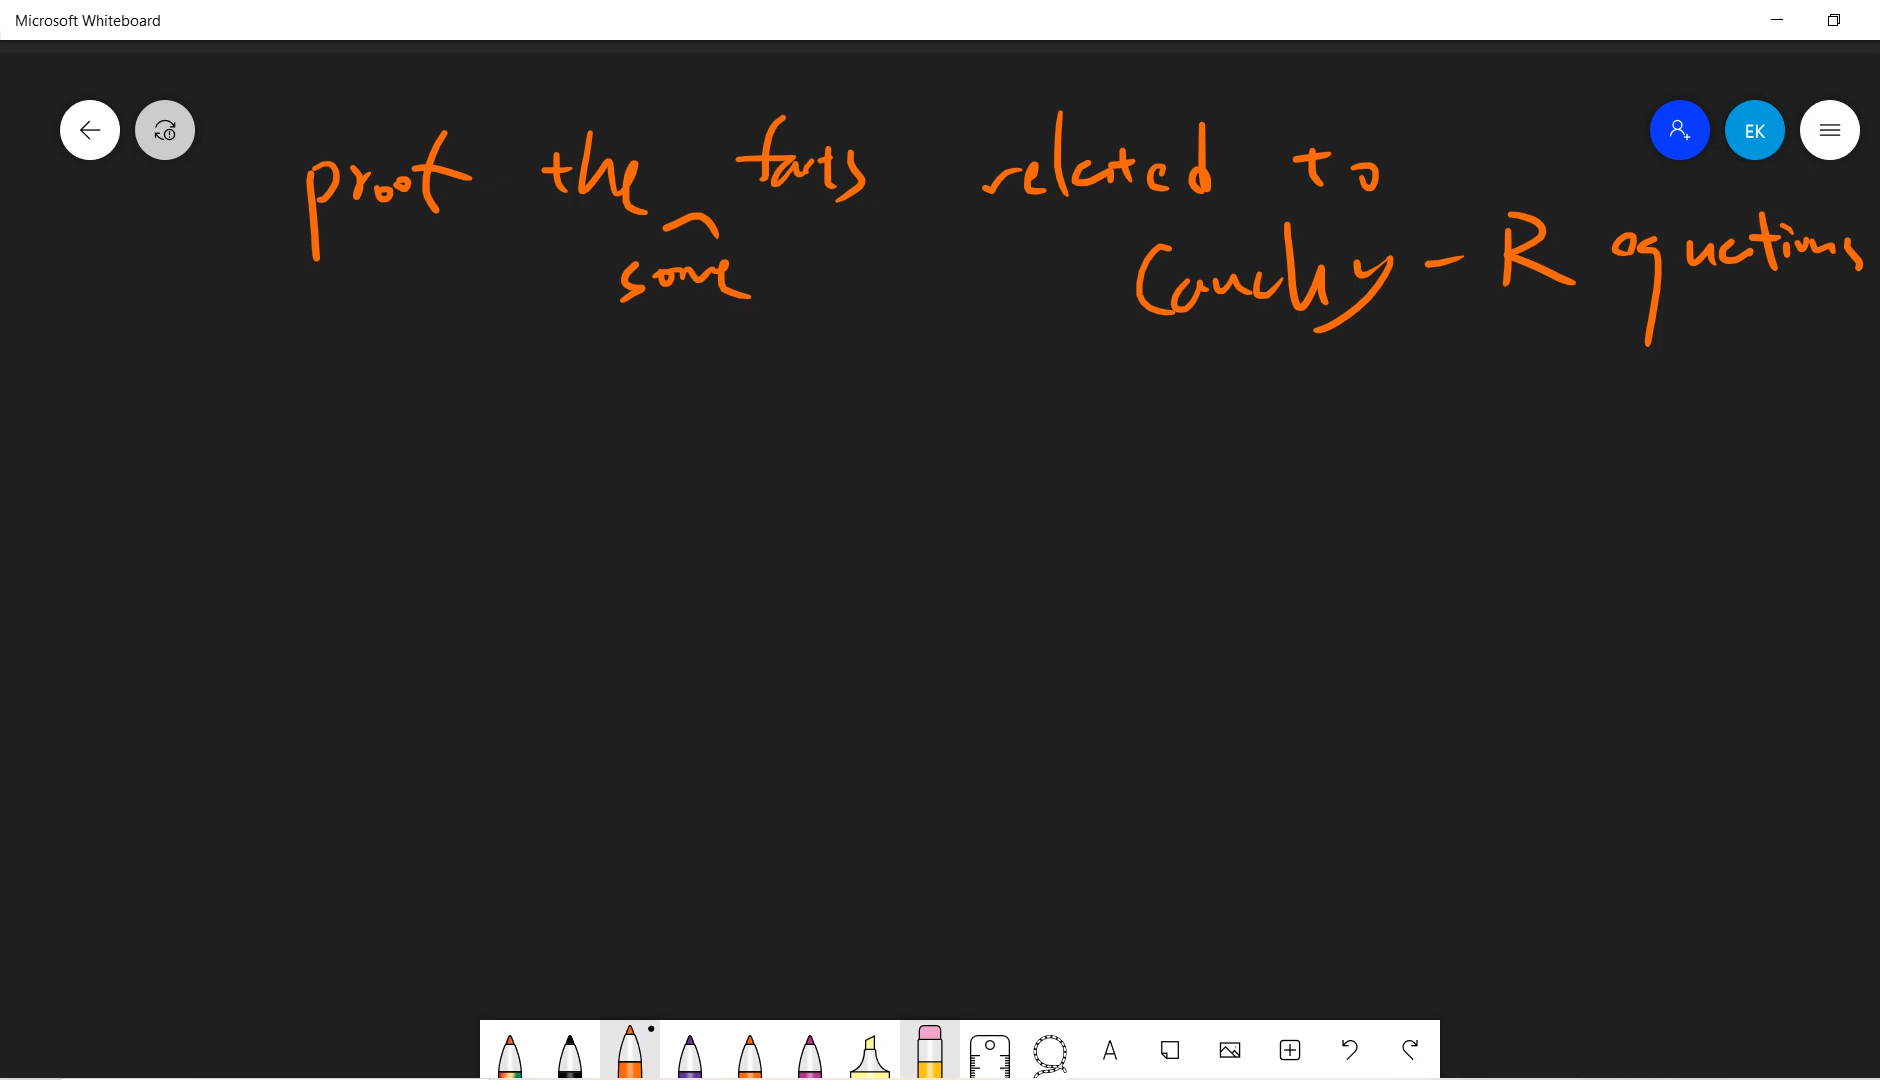 Microsoft Whiteboard
EK
proof the facts related to
some
Cauchy - R equations
A